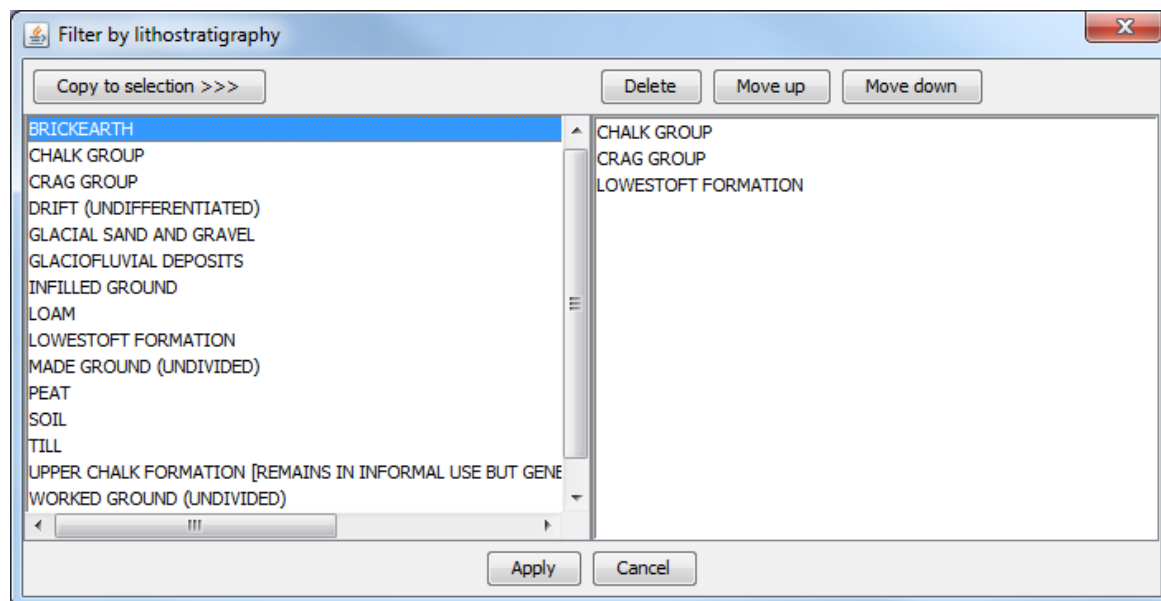 Filter by lithostratigraphy
Copy to selection >>>
Delete
Move up
Move down
BRICKEARTH
CHALK GROUP
CRAG GROUP
DRIFT (UNDIFFERENTIATED)
GLACIAL SAND AND GRAVEL
GLACIOFLUVIAL DEPOSITS
INFILLED GROUND
LOAM
LOWESTOFT FORMATION
MADE GROUND (UNDIVIDED)
PEAT
SOIL
TILL
UPPER CHALK FORMATION [REMAINS IN INFORMAL USE BUT GENE
WORKED GROUND (UNDIVIDED)
CHALK GROUP
CRAG GROUP
LOWESTOFT FORMATION
Apply
Cancel